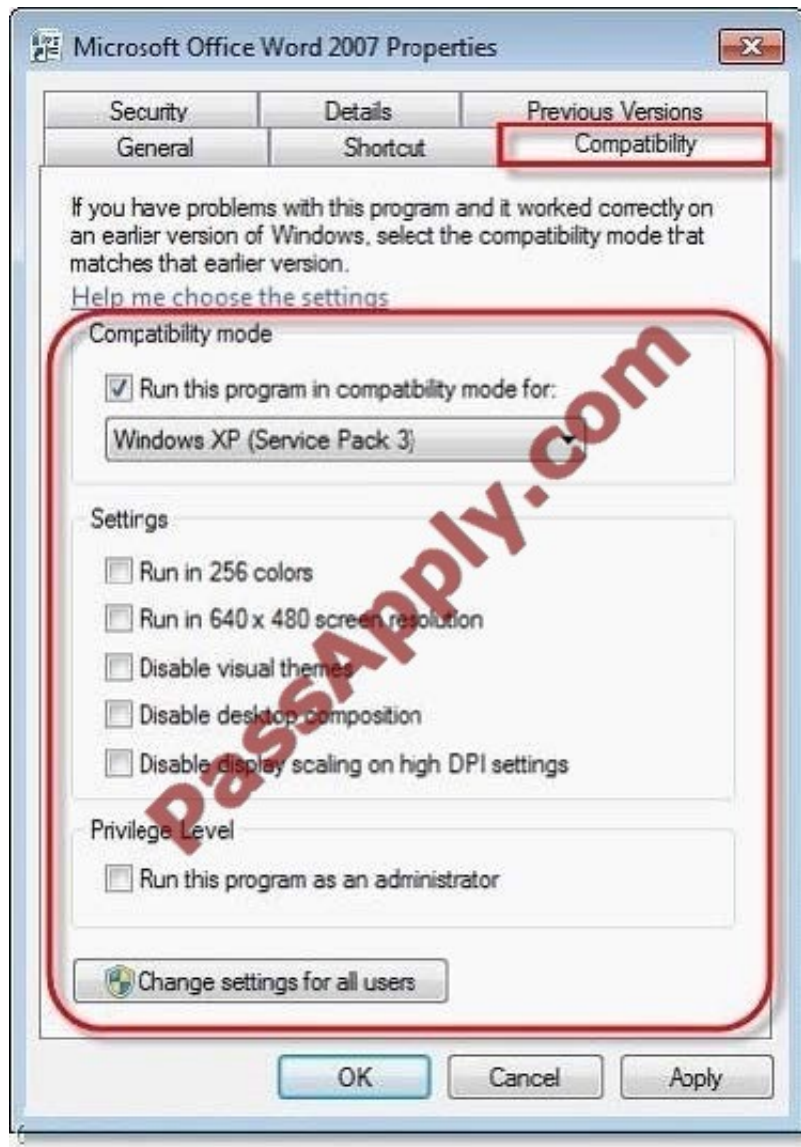 Microsoft Office Word 2007 Properties
Security Details Previous Versions
General Shortcut Compatibility
If you have problems with this program and it worked correctly on
an earlier version of Windows, select the compatibility mode that
matches that earlier version.
Help me choose the settings
Compatibility mode
Run this program in compatbility mode for:
Windows XP (Service Pack 3)
Settings
Run in 256 colors
Run in 640 x 480 screen resolution
Disable visual themes
Disable desktop composition
Disable display scaling on high DPI settings
Privilege Level
Run this program as an administrator
Change settings for all users
OK Cancel Apply
PassApply.com